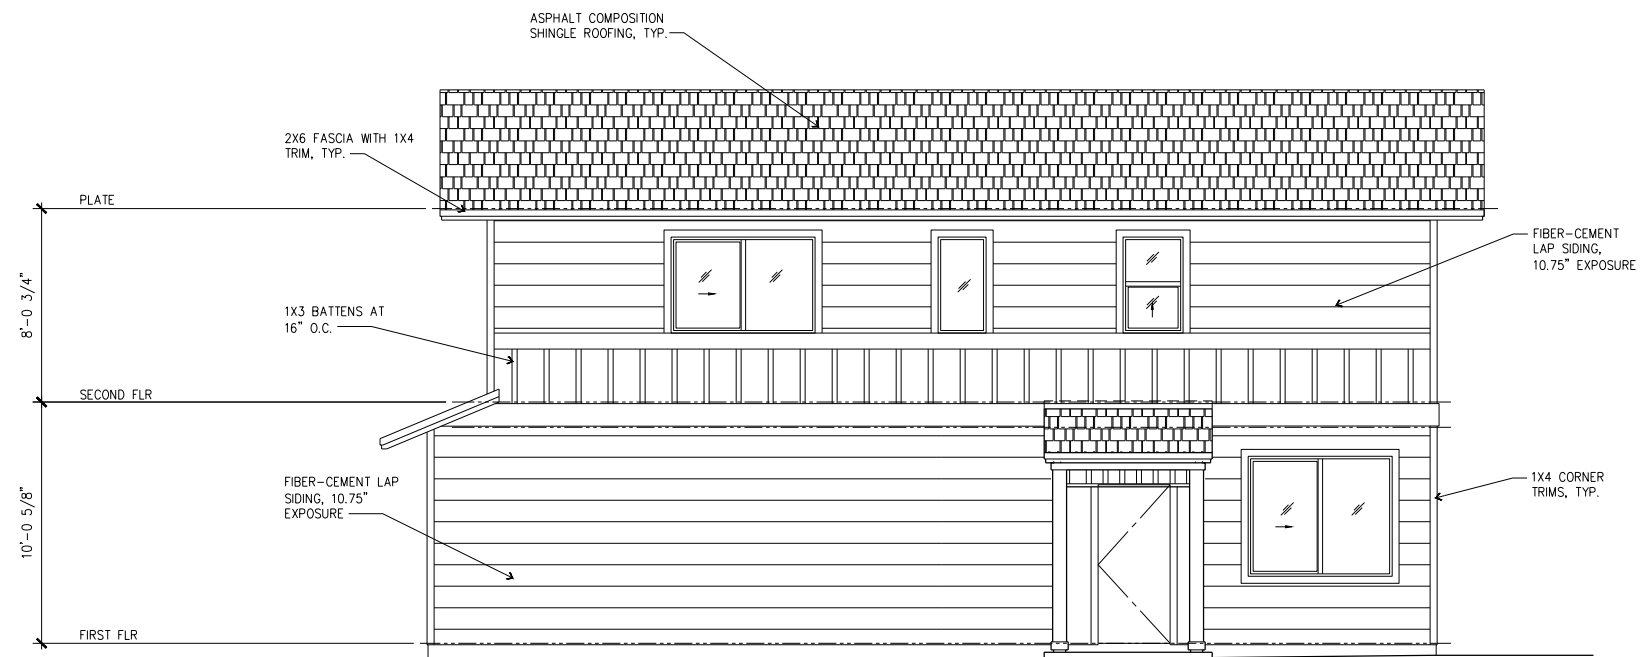 ASPHALT COMPOSITION
SHINGLE ROOFING, TYP.
2X6 FASCIA WITH 1X4
TRIM, TYP.
PLATE
FIBER-CEMENT
LAP SIDING,
10.75" EXPOSURE
8'-0 3/4"
1X3 BATTENS AT
16" O.C.
SECOND FLR
FIBER-CEMENT LAP
SIDING, 10.75"
EXPOSURE
1X4 CORNER
TRIMS, TYP.
10'-0 5/8"
FIRST FLR